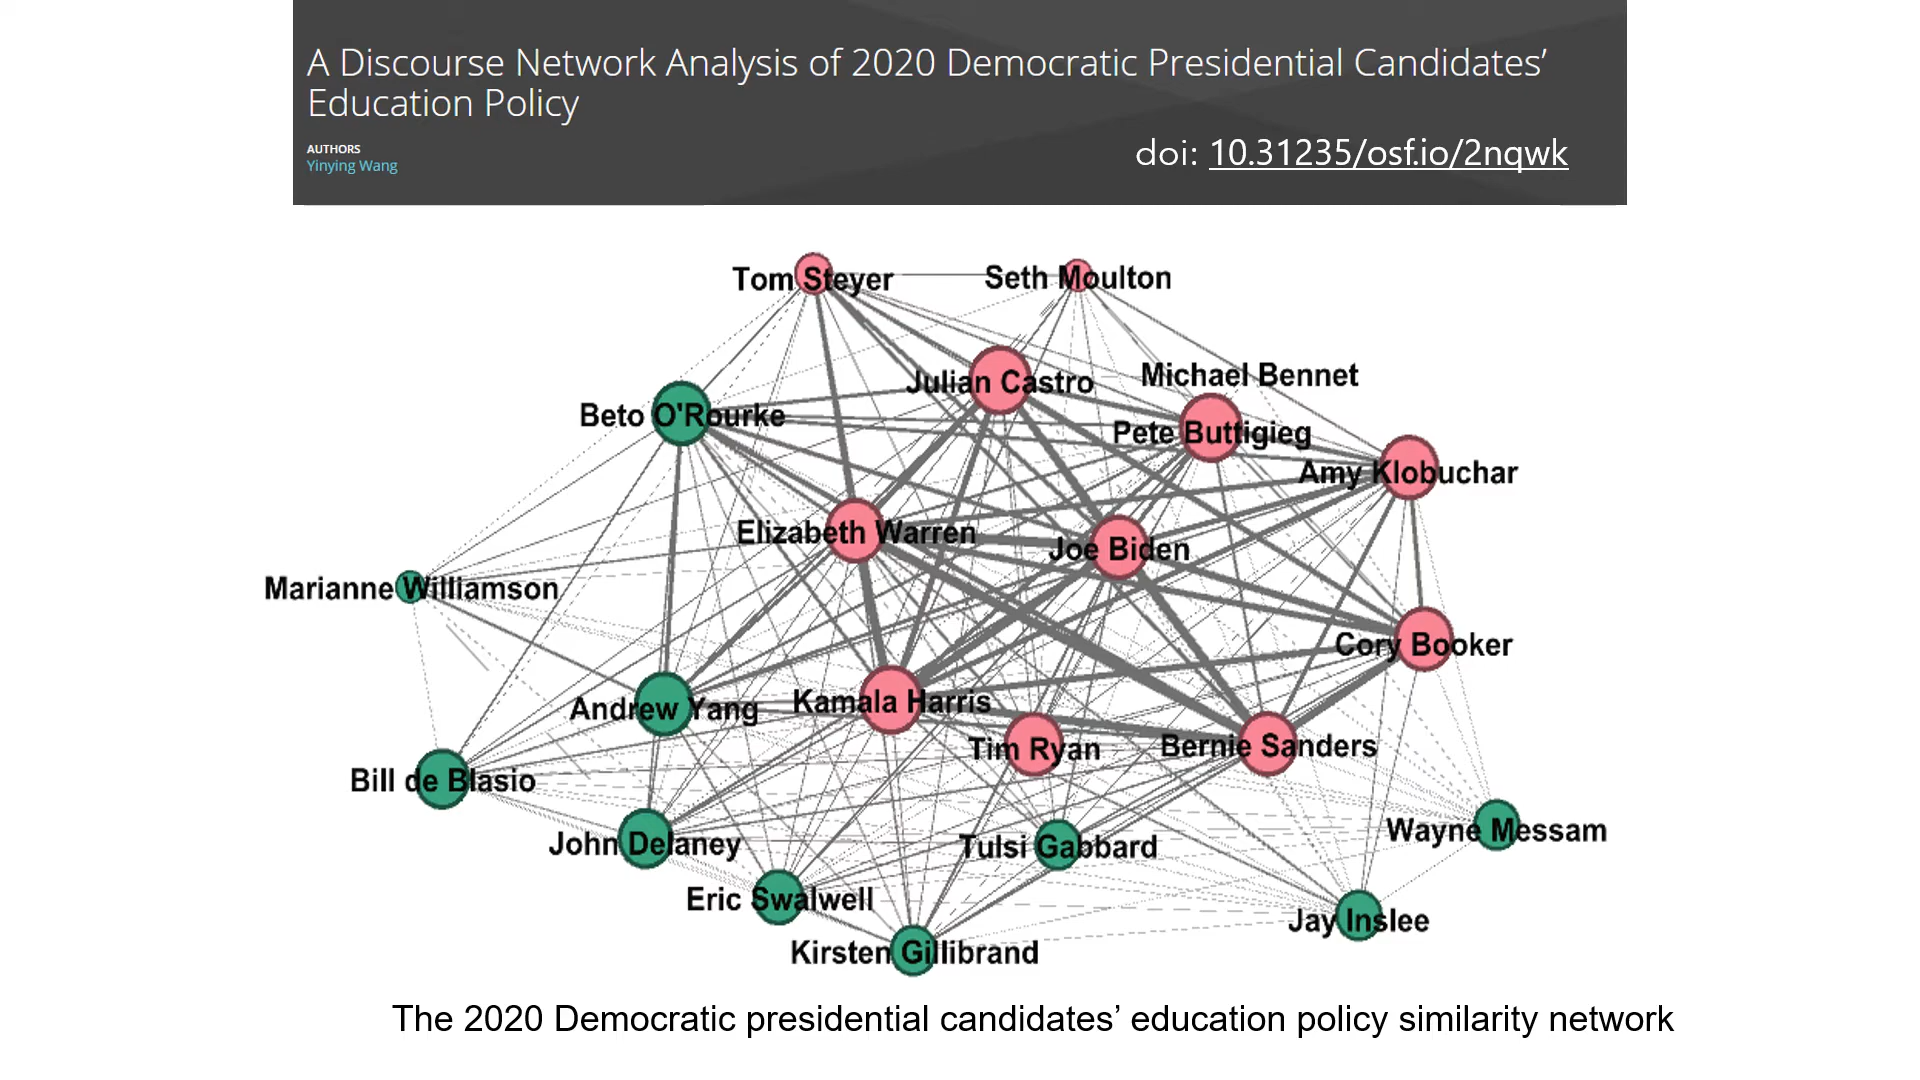 A Discourse Network Analysis of 2020 Democratic Presidential Candidates’
Education Policy
AUTHORS
Yinying Wang
doi: 10.31235/osf.io/2nqwk
Tom Steyer
Seth Moulton
Julian Castro
Michael Bennet
Beto O'Rourke
Pete Buttigieg
Amy Klobuchar
Elizabeth Warren
Joe Biden
Marianne Williamson
Cory Booker
Andrew Yang
Kamala Harris
Tim Ryan
Bernie Sanders
Bill de Blasio
John Delaney
Tulsi Gabbard
Wayne Messam
Eric Swalwell
Jay Inslee
Kirsten Gillibrand
The 2020 Democratic presidential candidates’ education policy similarity network